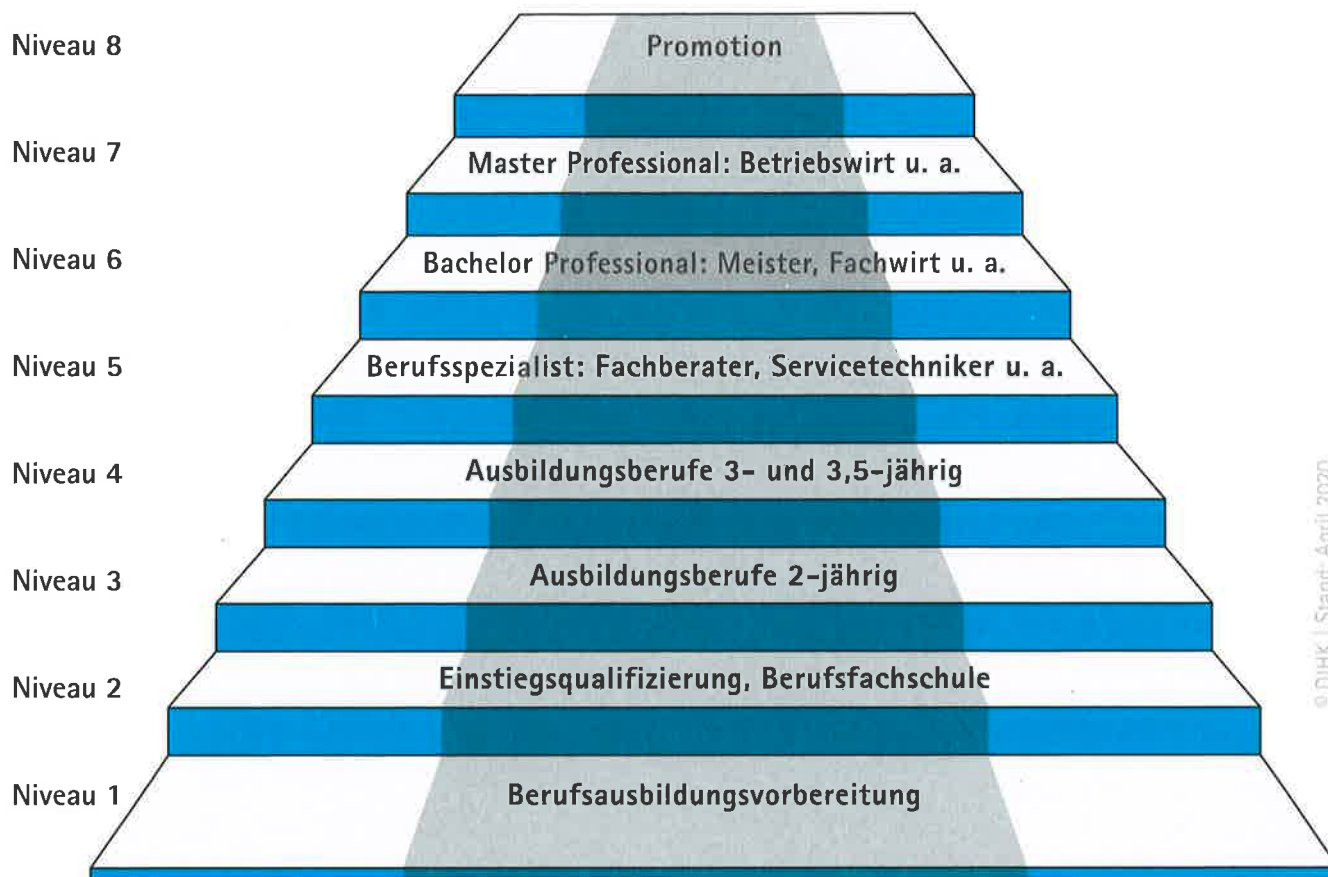 Niveau 8 Promotion
Niveau 7 Master Professional: Betriebswirt u. a.
Niveau 6 Bachelor Professional: Meister, Fachwirt u. a.
Niveau 5 Berufsspezialist: Fachberater, Servicetechniker u. a.
Niveau 4 Ausbildungsberufe 3- und 3,5-jährig
Niveau 3 Ausbildungsberufe 2-jährig
Niveau 2 Einstiegsqualifizierung, Berufsfachschule
Niveau 1 Berufsausbildungsvorbereitung
© DIHK | Stand: April 2020